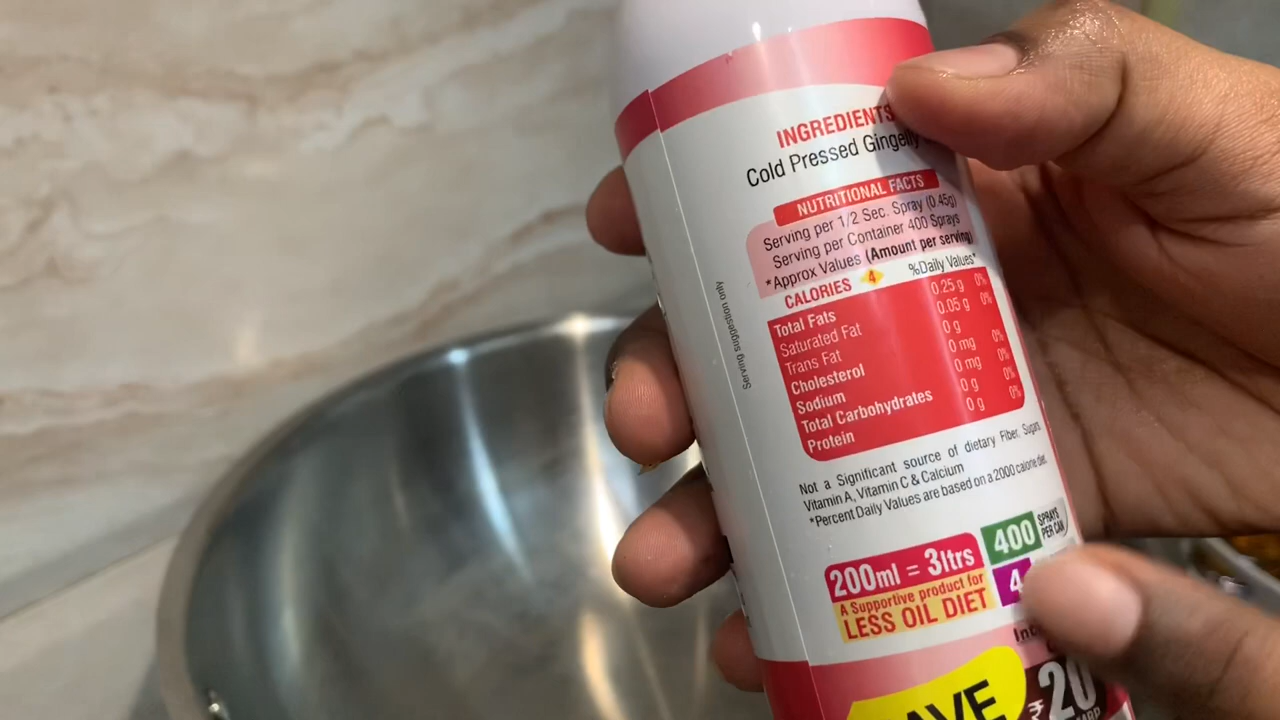 INGREDIENTS
Cold Pressed Gingelly
NUTRITIONAL FACTS
Serving per 1/2 Sec. Spray (0.45g)
Serving per Container 400 Sprays
*Approx Values (Amount per serving)
CALORIES 4 %Daily Values*
Total Fats 0.25 g 0%
Saturated Fat 0.05 g 0%
Trans Fat 0 g
Cholesterol 0 mg 0%
Sodium 0 mg 0%
Total Carbohydrates 0 g 0%
Protein 0 g 0%
Serving suggestion only
Not a Significant source of dietary Fiber, Sugars,
Vitamin A, Vitamin C & Calcium
*Percent Daily Values are based on a 2000 calorie diet.
200ml = 3ltrs
400 SPRAYS PER CAN
A Supportive product for
LESS OIL DIET
4
₹20